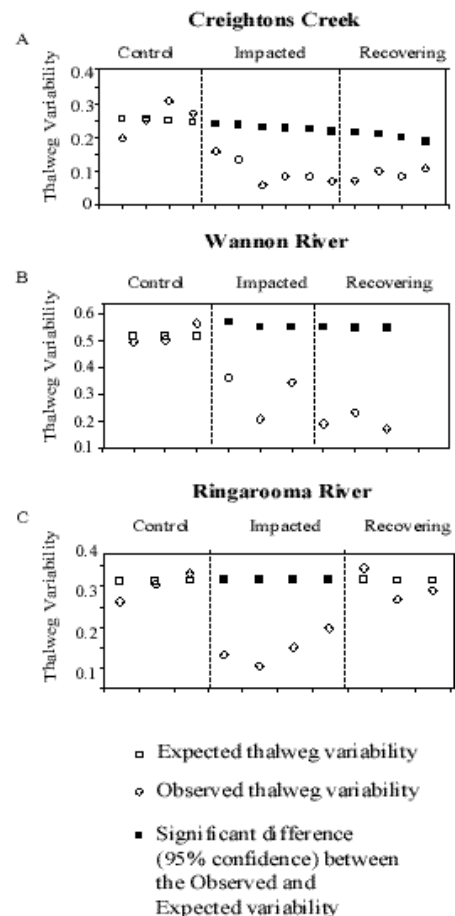 Creightons Creek
A
Control Impacted Recovering
Thalweg Variability
0.4
0.3
0.2
0.1
0
Wannon River
B
Control Impacted Recovering
Thalweg Variability
0.6
0.5
0.4
0.3
0.2
0.1
Ringarooma River
C
Control Impacted Recovering
Thalweg Variability
0.4
0.3
0.2
0.1
Expected thalweg variability
Observed thalweg variability
Significant difference
(95% confidence) between
the Observed and
Expected variability